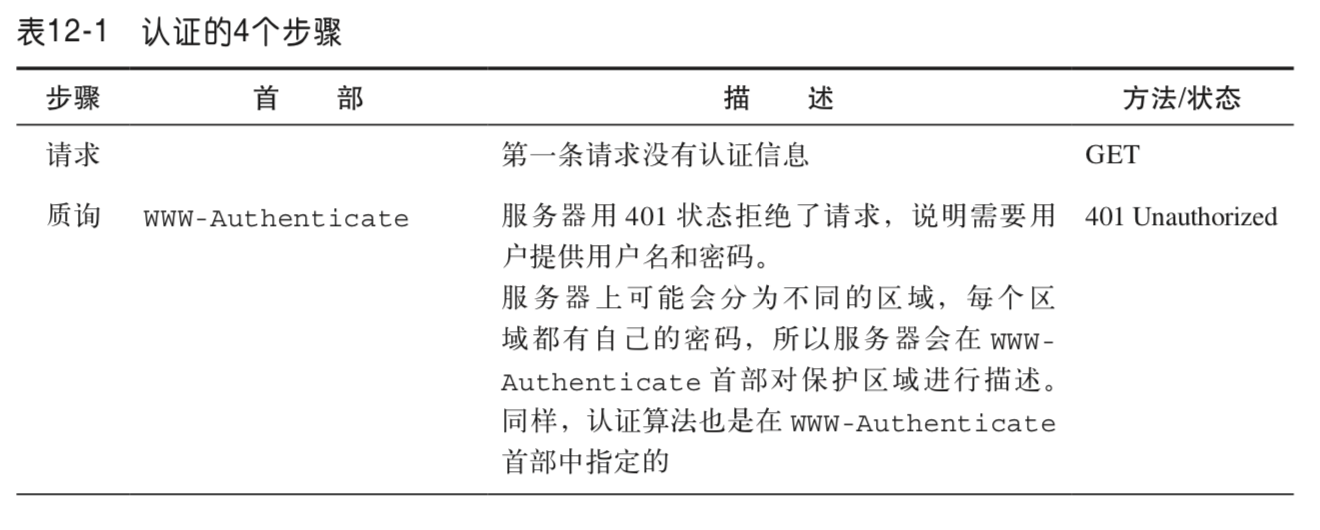 表12-1 认证的4个步骤
步骤 首 部 描 述 方法/状态
请求 第一条请求没有认证信息 GET
质询 WWW-Authenticate 服务器用 401 状态拒绝了请求，说明需要用 401 Unauthorized
户提供用户名和密码。
服务器上可能会分为不同的区域，每个区
域都有自己的密码，所以服务器会在 WWW-
Authenticate 首部对保护区域进行描述。
同样，认证算法也是在 WWW-Authenticate
首部中指定的